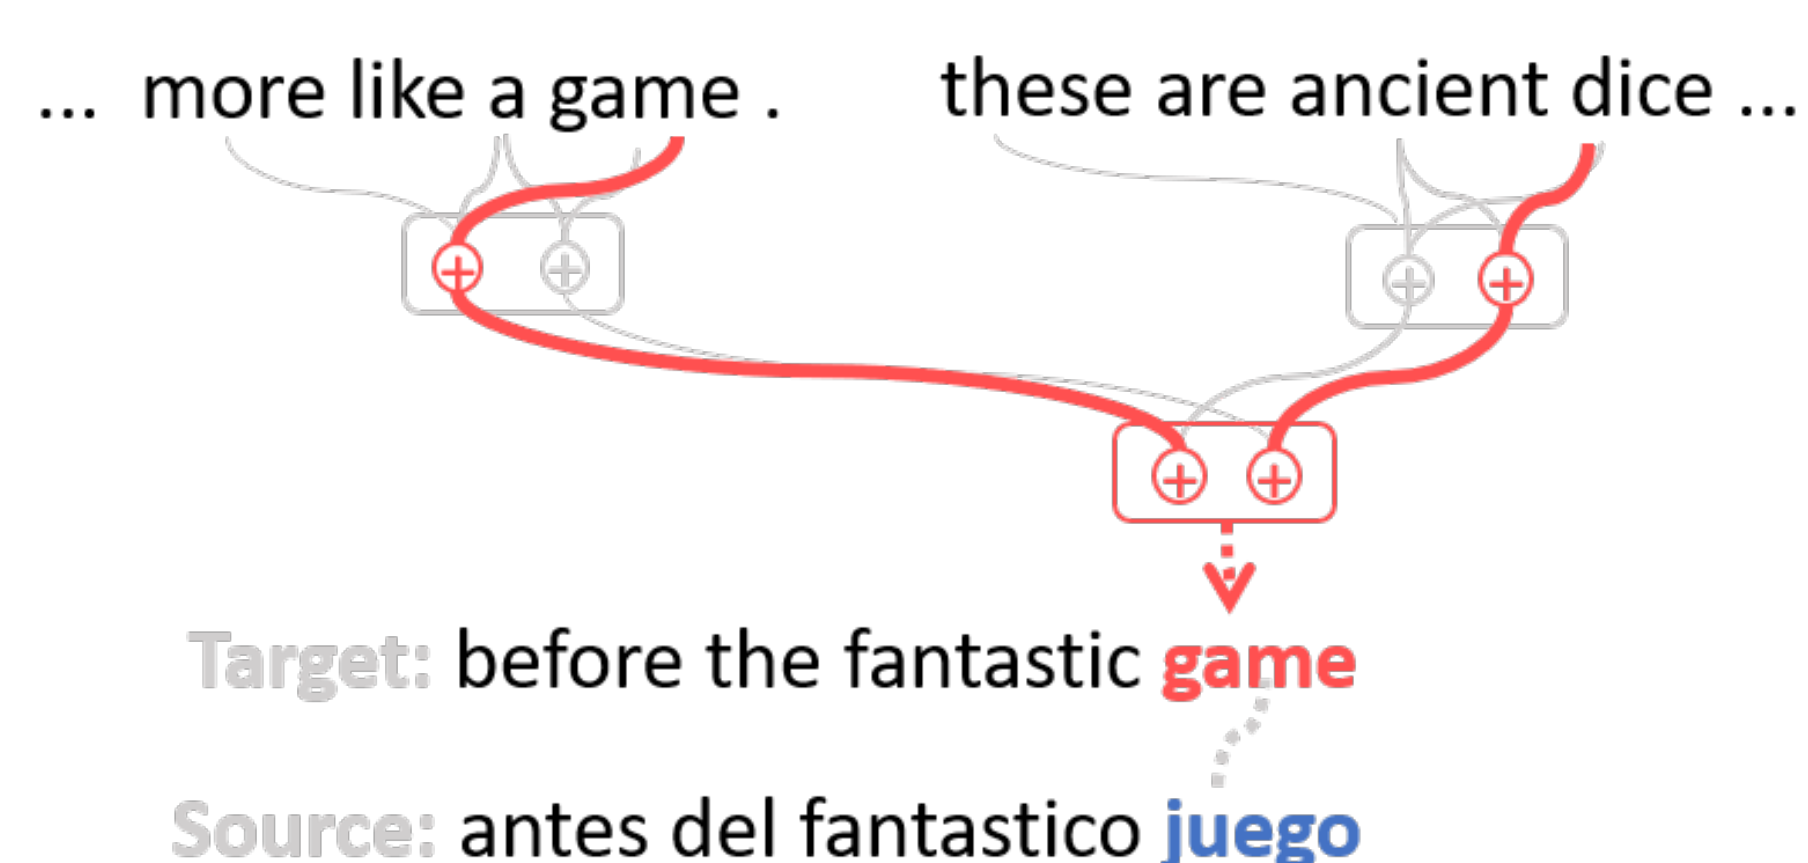 ... more like a game . these are ancient dice ...
Target: before the fantastic game
Source: antes del fantastico juego